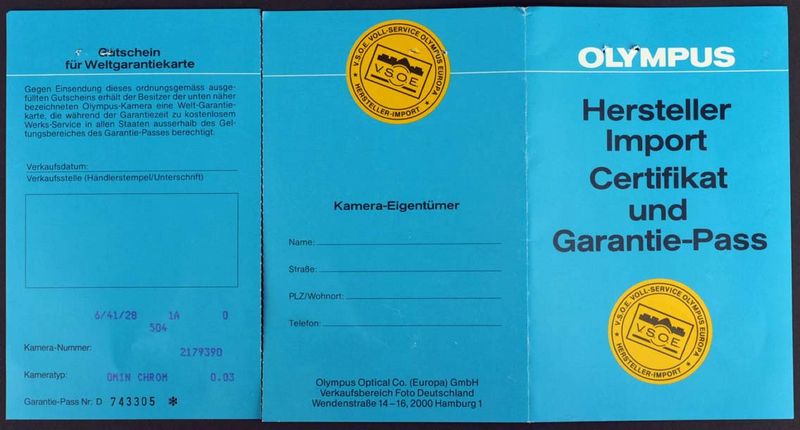 Gutschein
für Weltgarantiekarte
Gegen Einsendung dieses ordnungsgemäss ausge-
füllten Gutscheins erhält der Besitzer der unten näher
bezeichneten Olympus-Kamera eine Welt-Garantie-
karte, die während der Garantiezeit zu kostenlosem
Werks-Service in allen Staaten ausserhalb des Gel-
tungsbereiches des Garantie-Passes berechtigt.
Verkaufsdatum:
Verkaufsstelle (Händlerstempel/Unterschrift)
6/41/28 1A 0
504
Kamera-Nummer: 2179390
Kameratyp: OMIN CHROM 0.03
Garantie-Pass Nr: D 743305 *
V.S.O.E. VOLL-SERVICE OLYMPUS EUROPA
V.S.O.E
HERSTELLER-IMPORT
Kamera-Eigentümer
Name:
Straße:
PLZ/Wohnort:
Telefon:
Olympus Optical Co. (Europa) GmbH
Verkaufsbereich Foto Deutschland
Wendenstraße 14–16, 2000 Hamburg 1
OLYMPUS
Hersteller
Import
Certifikat
und
Garantie-Pass
V.S.O.E. VOLL-SERVICE OLYMPUS EUROPA
V.S.O.E
HERSTELLER-IMPORT